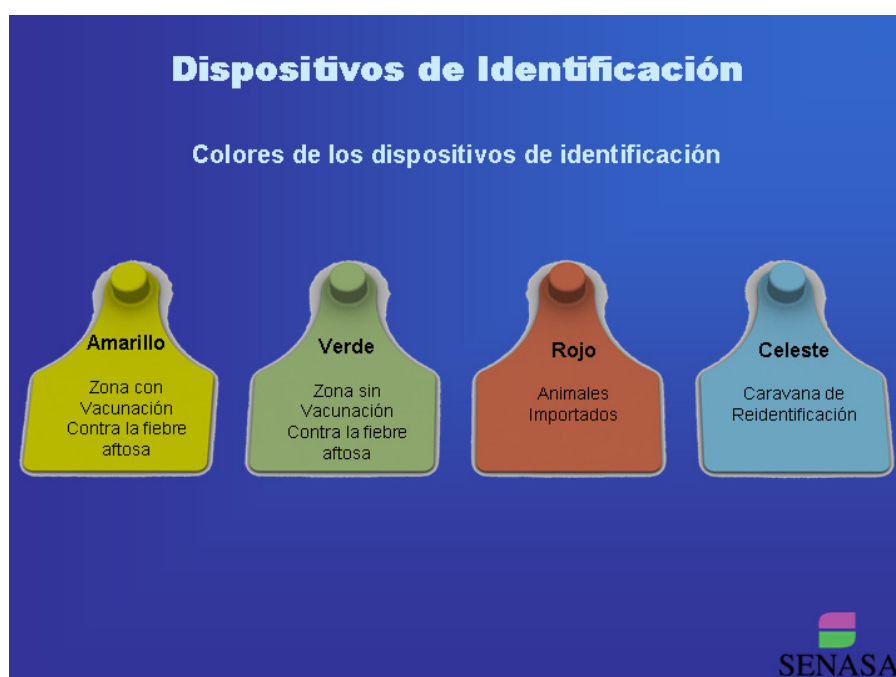 Dispositivos de Identificación
Colores de los dispositivos de identificación
Amarillo
Zona con
Vacunación
Contra la fiebre
aftosa
Verde
Zona sin
Vacunación
Contra la fiebre
aftosa
Rojo
Animales
Importados
Celeste
Caravana de
Reidentificación
SENASA